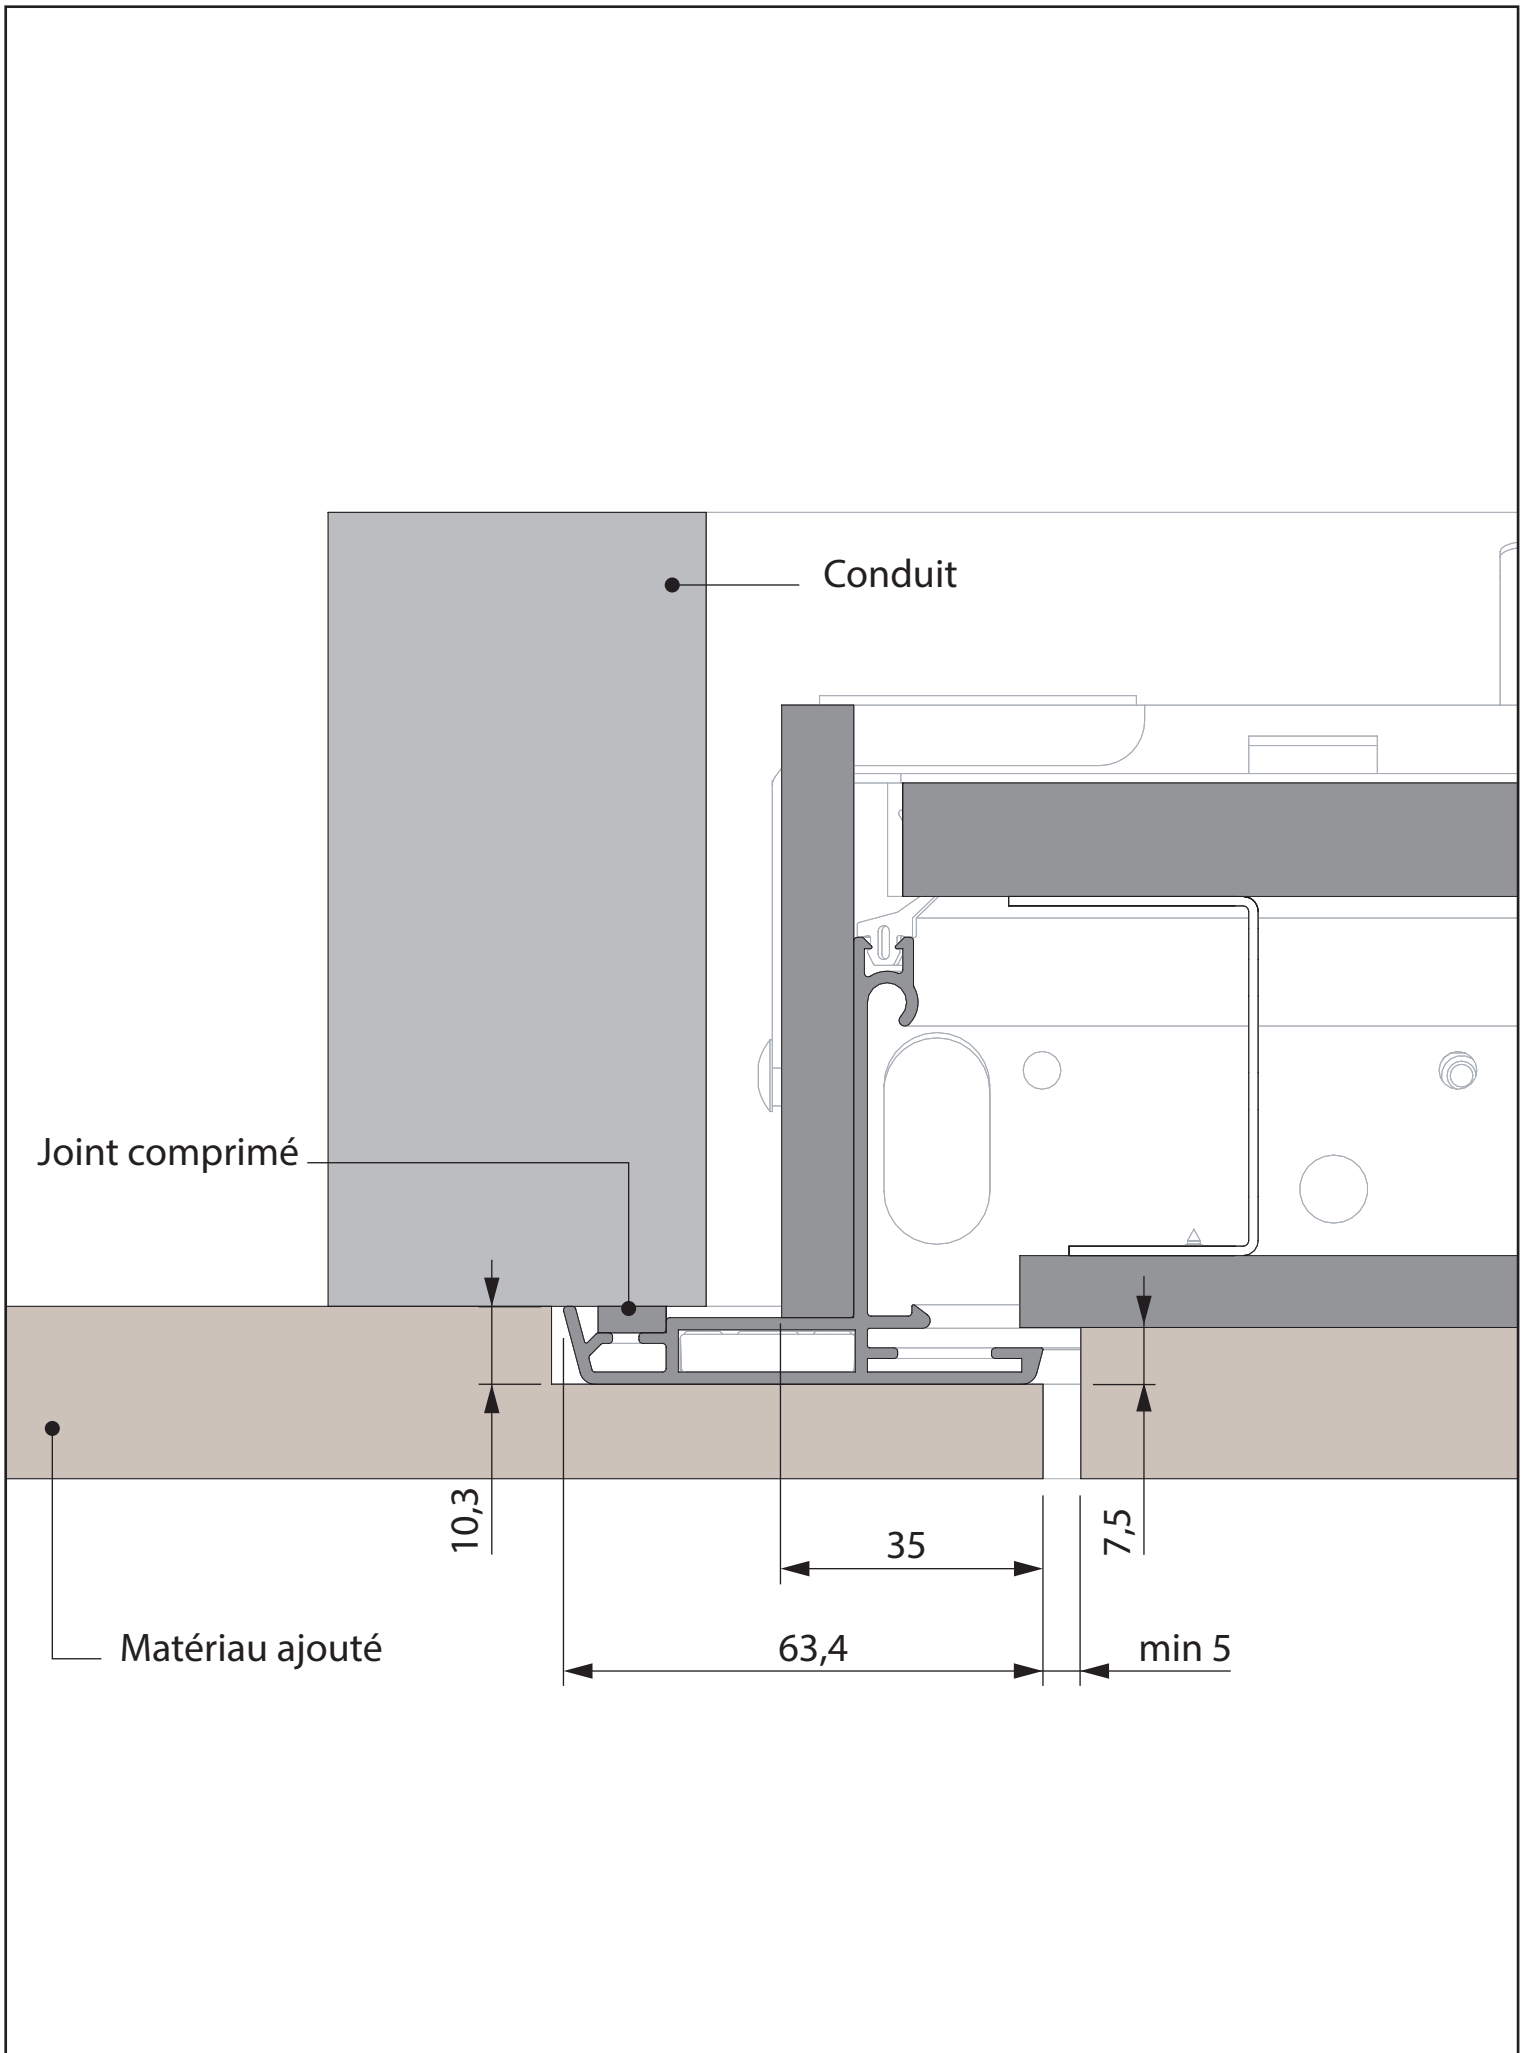 Conduit
Joint comprimé
10,3
35
7,5
Matériau ajouté
63,4
min 5